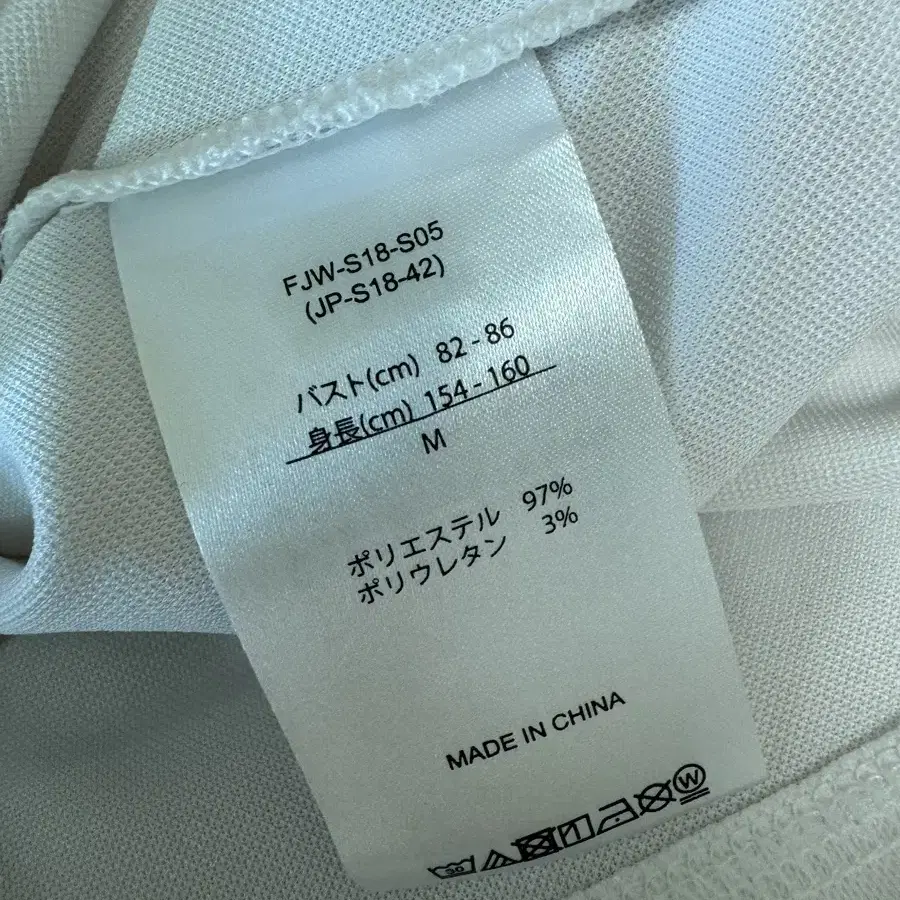 FJW-S18-S05
(JP-S18-42)
バスト(cm) 82 - 86
身長(cm) 154 - 160
M
ポリエステル 97%
ポリウレタン 3%
MADE IN CHINA
30
W